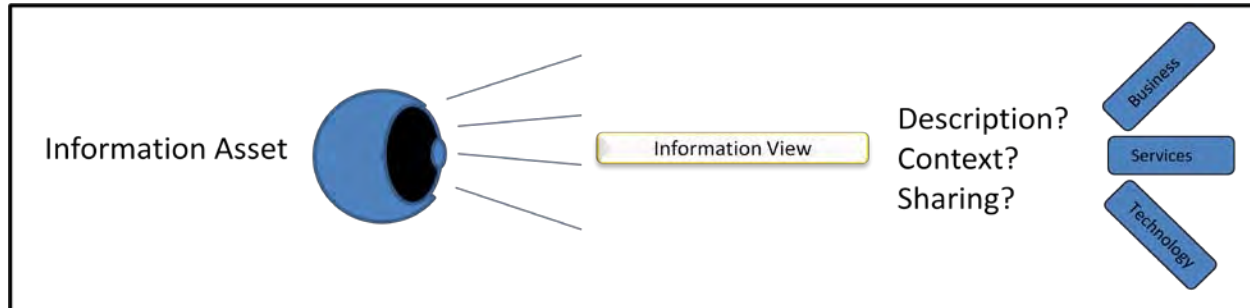 Information Asset
Information View
Description?
Context?
Sharing?
Business
Services
Technology